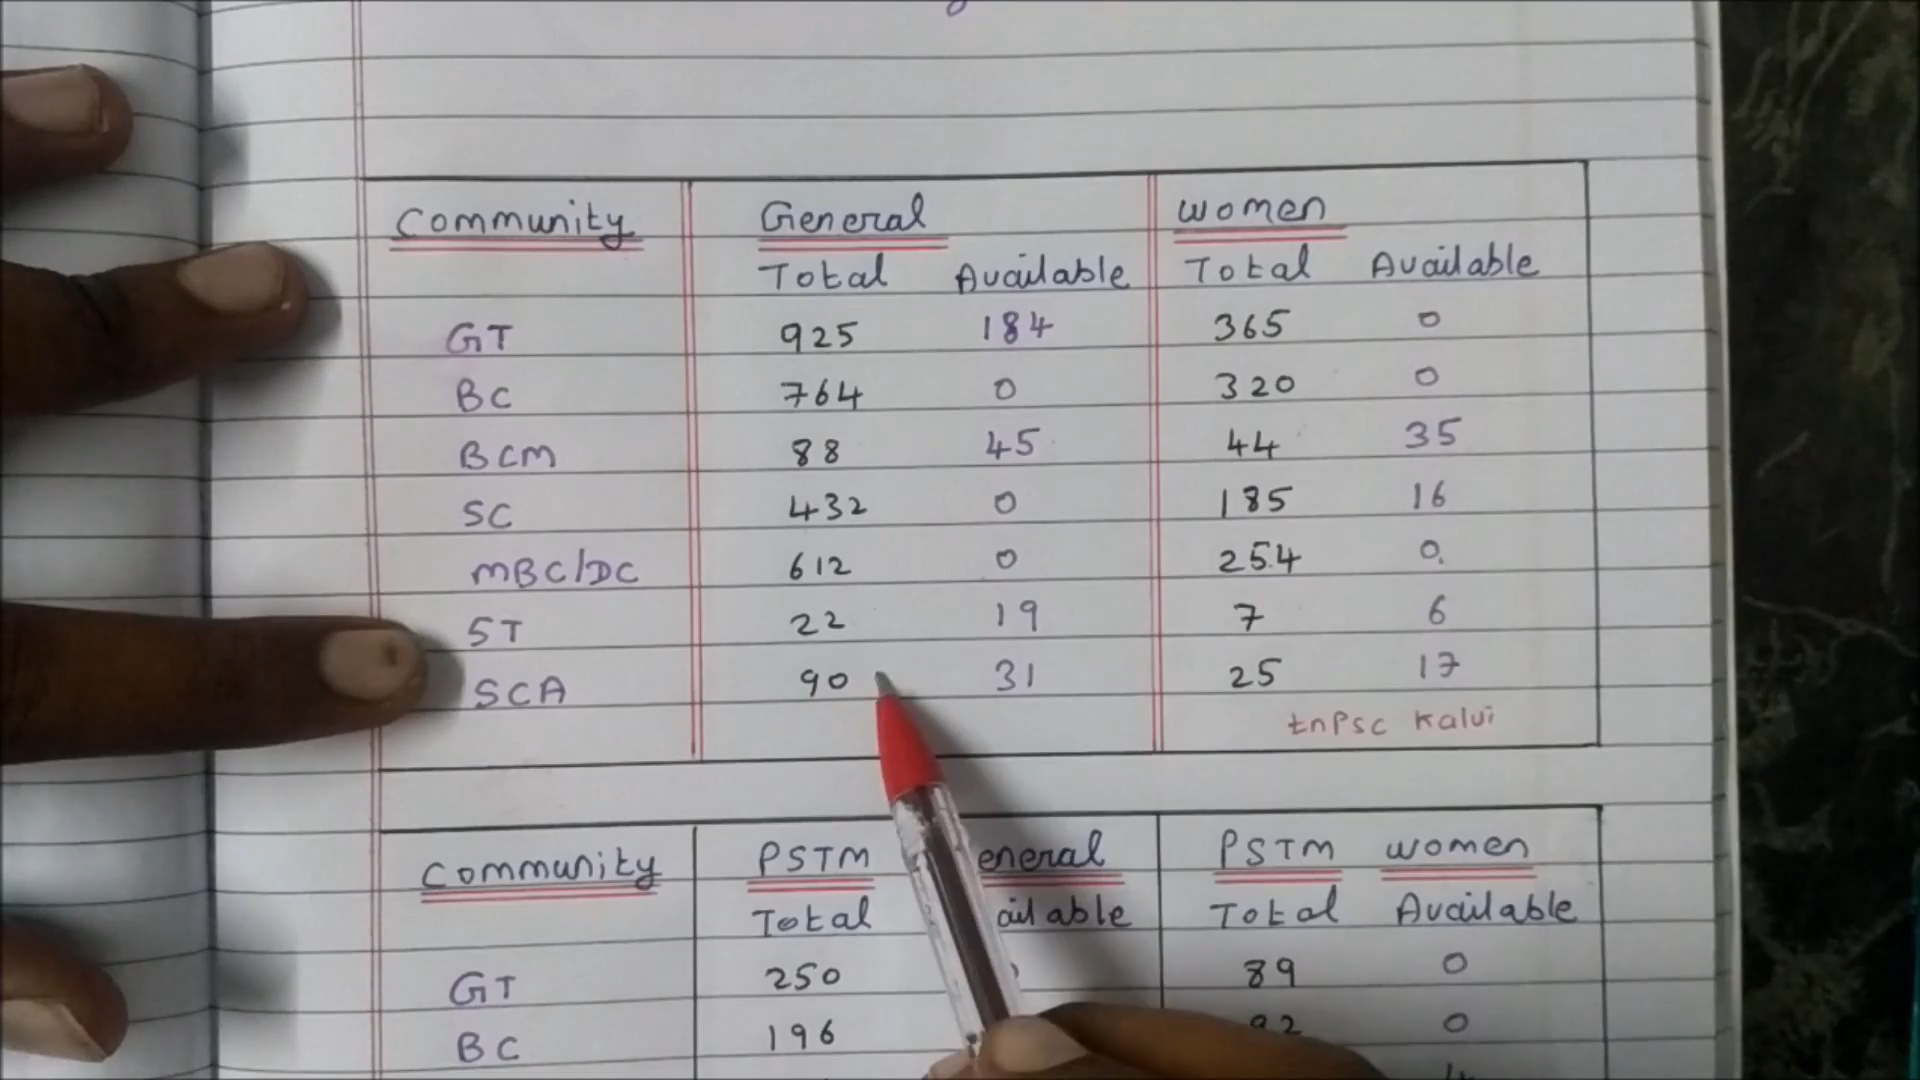 Community General women
Total Available Total Available
GT 925 184 365 0
BC 764 0 320 0
BCM 88 45 44 35
SC 432 0 185 16
MBC/DC 612 0 254 0
ST 22 19 7 6
SCA 90 31 25 17
tnpsc Kalvi
Community PSTM PSTM women
Total Total Available
GT 250 89 0
BC 196 0